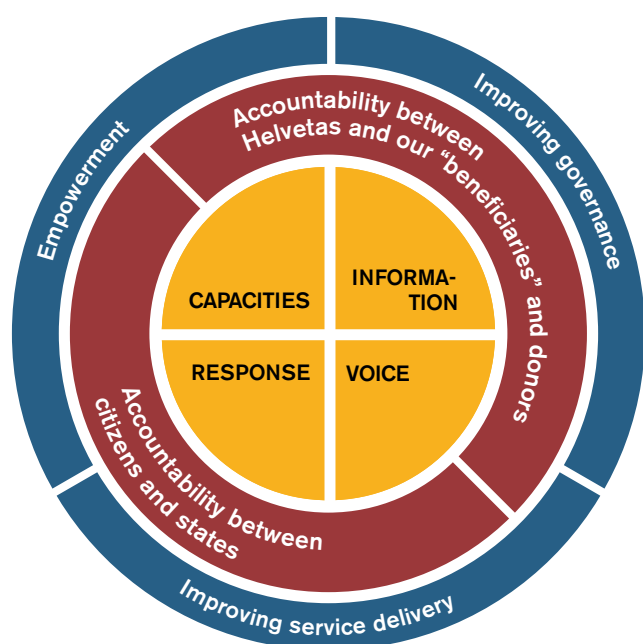 Empowerment
Improving governance
Accountability between
Helvetas and our “beneficiaries” and donors
CAPACITIES
INFORMA-
TION
RESPONSE
VOICE
Accountability between
citizens and states
Improving service delivery